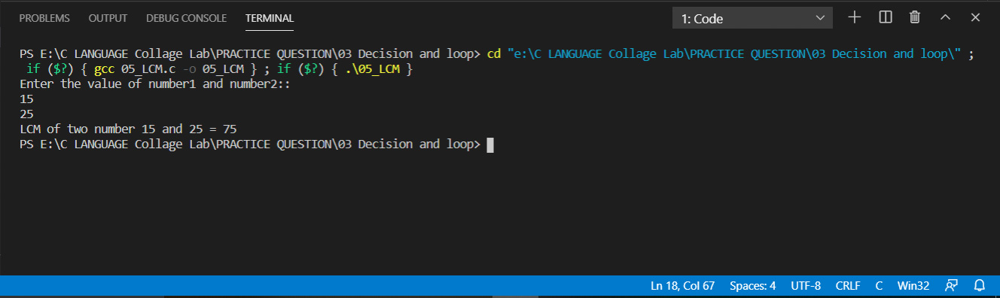 PROBLEMS OUTPUT DEBUG CONSOLE TERMINAL 1: Code
PS E:\C LANGUAGE Collage Lab\PRACTICE QUESTION\03 Decision and loop> cd "e:\C LANGUAGE Collage Lab\PRACTICE QUESTION\03 Decision and loop\" ;
if ($?) { gcc 05_LCM.c -o 05_LCM } ; if ($?) { .\05_LCM }
Enter the value of number1 and number2::
15
25
LCM of two number 15 and 25 = 75
PS E:\C LANGUAGE Collage Lab\PRACTICE QUESTION\03 Decision and loop>
Ln 18, Col 67 Spaces: 4 UTF-8 CRLF C Win32